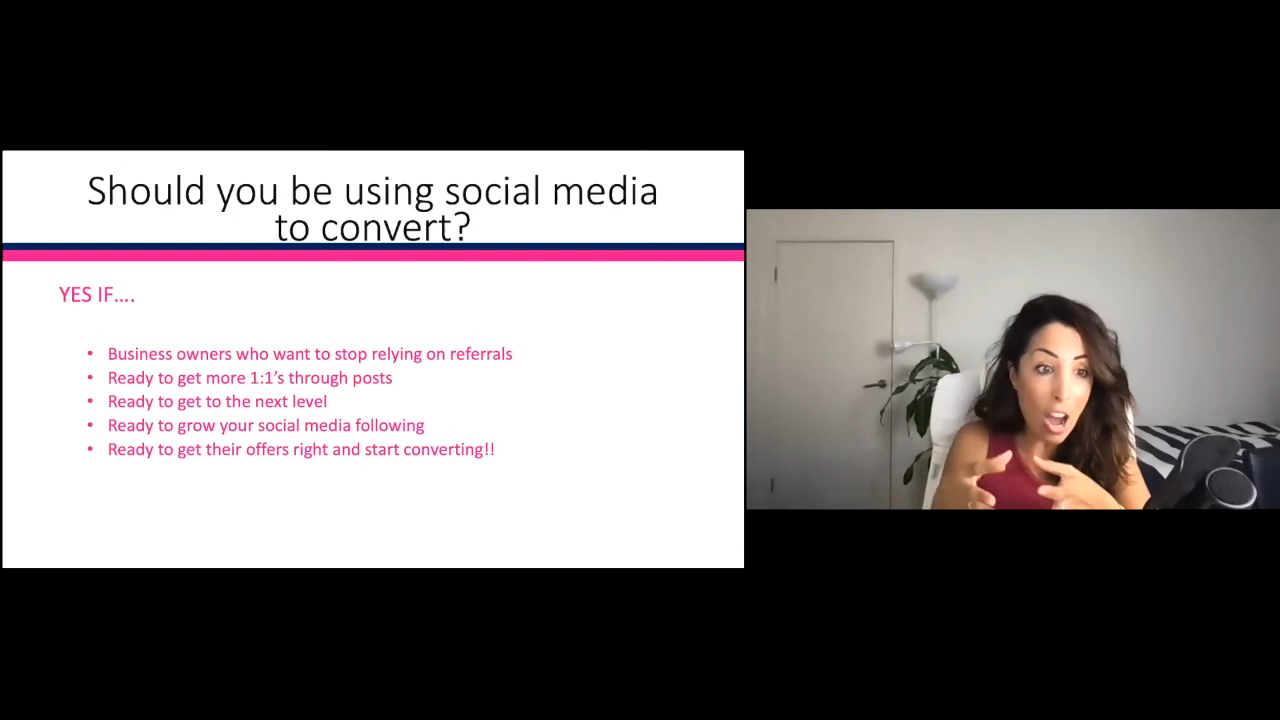 Should you be using social media
to convert?
YES IF....
• Business owners who want to stop relying on referrals
• Ready to get more 1:1's through posts
• Ready to get to the next level
• Ready to grow your social media following
• Ready to get their offers right and start converting!!